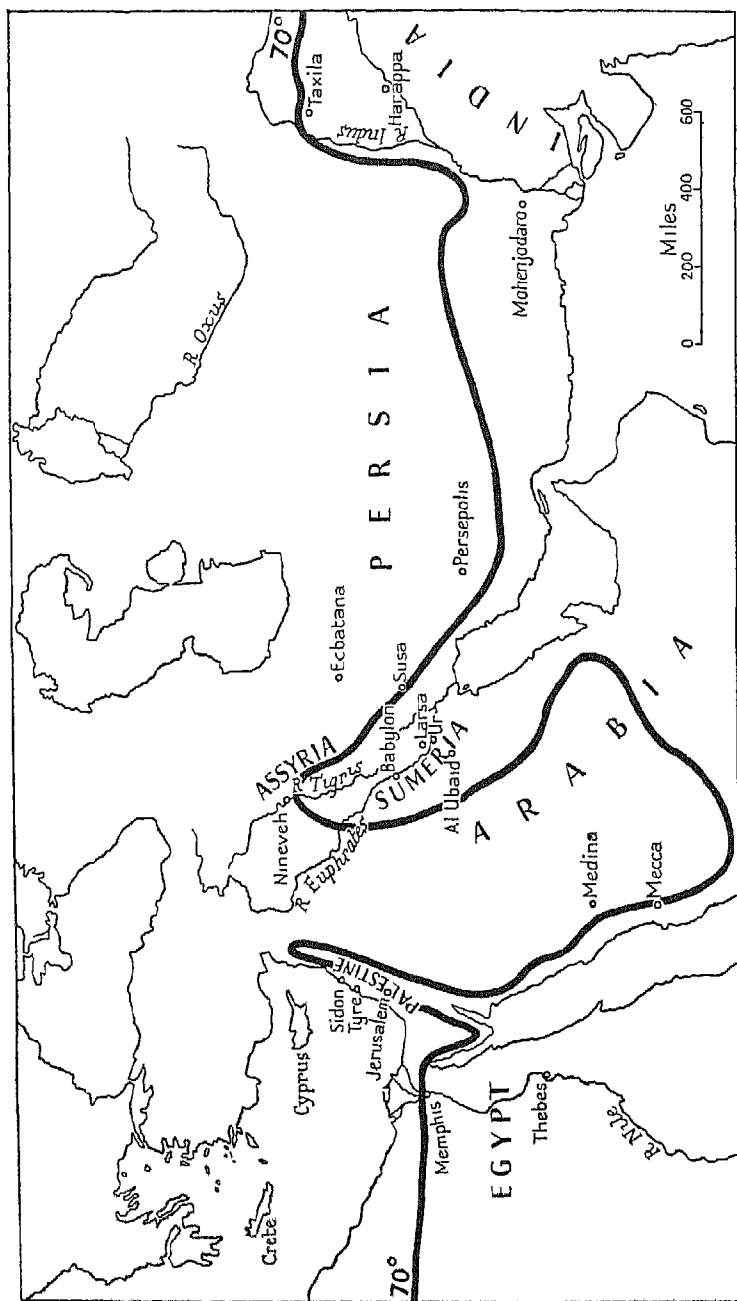 70°
Taxila
Harappa
R Indus
INDIA
Mohenjadaro
Miles
0 200 400 600
R Oxus
PERSIA
Persepolis
Ecbatana
Susa
ASSYRIA
Nineveh
R Tigris
Babylon
Larsa
Ur
SUMERIA
R Euphrates
Al Ubaid
ARABIA
Medina
Mecca
PALESTINE
Sidon
Tyre
Jerusalem
Cyprus
Crete
Memphis
EGYPT
Thebes
R. Nile
70°